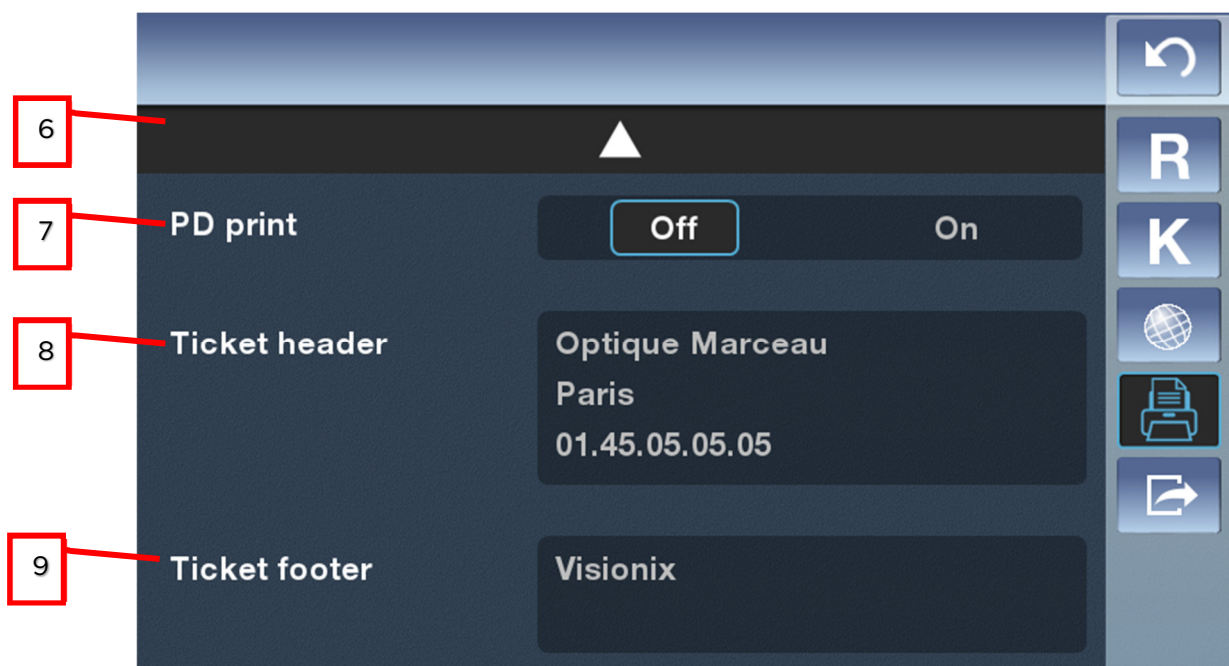 6
7
PD print
Off
On
8
Ticket header
Optique Marceau
Paris
01.45.05.05.05
9
Ticket footer
Visionix
R
K